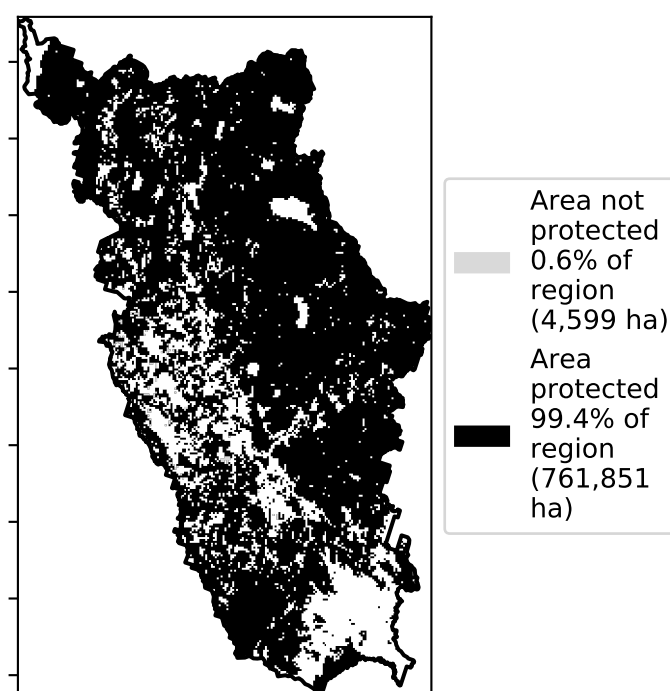 Area not
protected
0.6% of
region
(4,599 ha)
Area
protected
99.4% of
region
(761,851
ha)